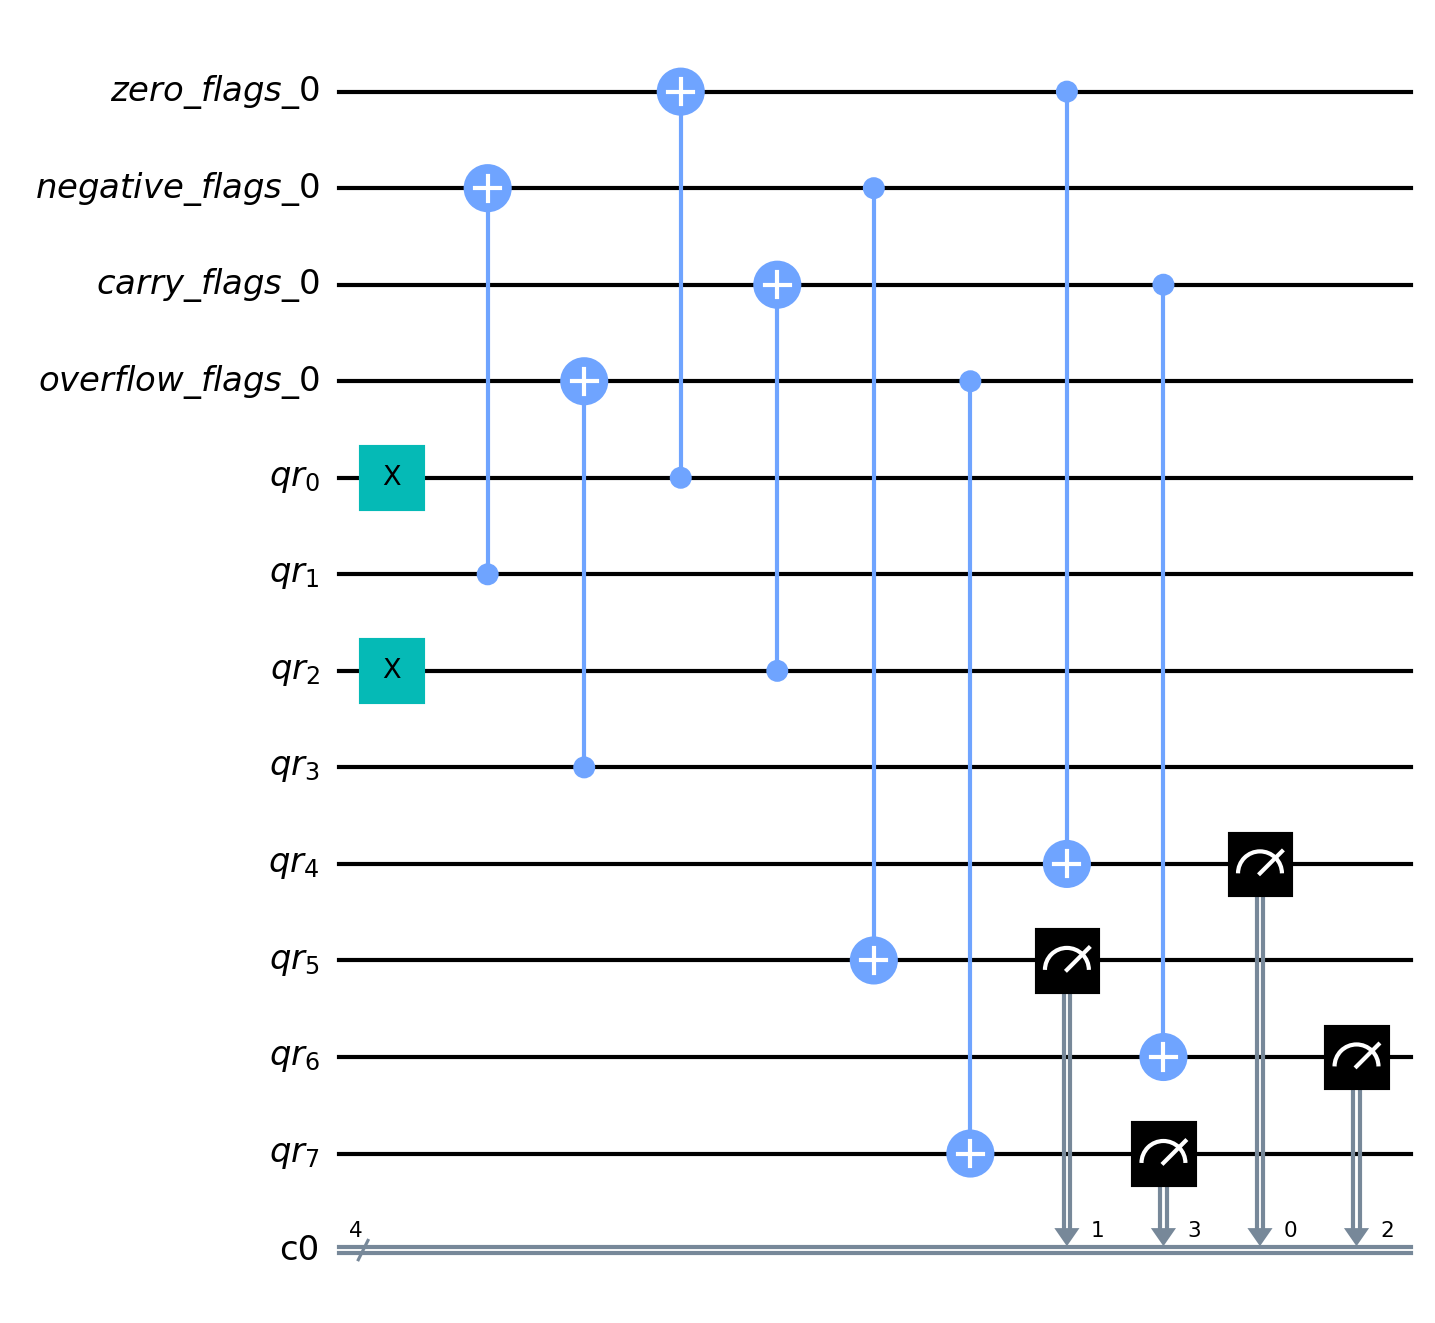 zero_flags_0
negative_flags_0
carry_flags_0
overflow_flags_0
qr0 X
qr1
qr2 X
qr3
qr4
qr5
qr6
qr7
c0 4 1 3 0 2